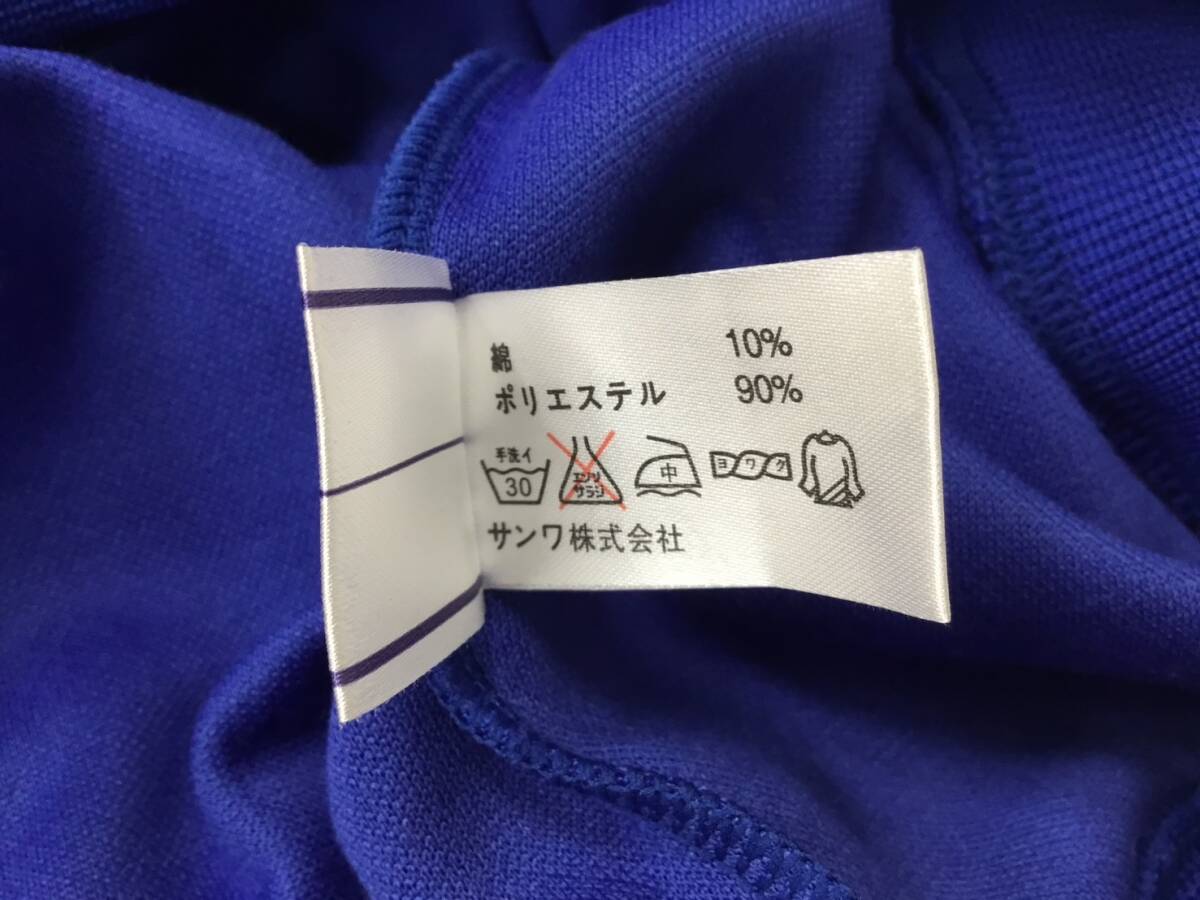 綿 10%
ポリエステル 90%
手洗イ
30 エンソ サラシ 中 ヨワク
サンワ株式会社